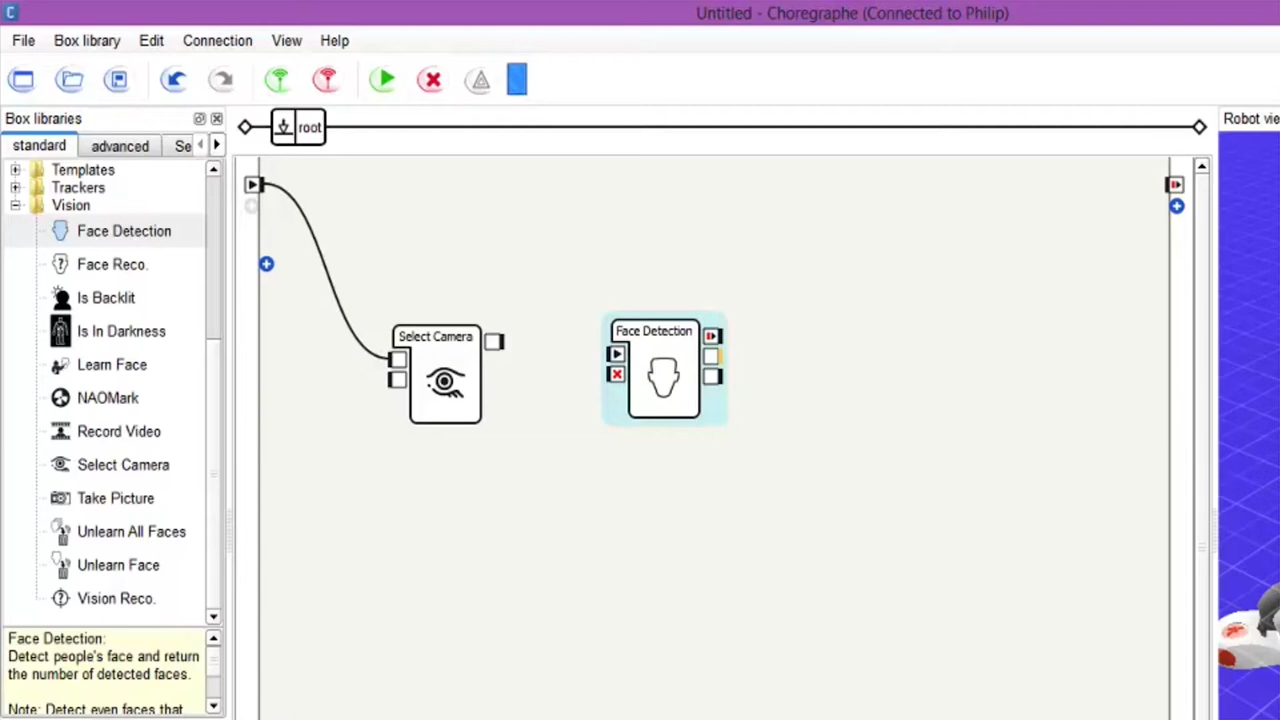 Untitled - Choregraphe (Connected to Philip)
File Box library Edit Connection View Help
Box libraries
root
Robot vie
standard advanced Se
Templates
Trackers
Vision
Face Detection
Face Reco.
Is Backlit
Is In Darkness
Learn Face
NAOMark
Record Video
Select Camera
Take Picture
Unlearn All Faces
Unlearn Face
Vision Reco.
Select Camera
Face Detection
Face Detection:
Detect people's face and return
the number of detected faces.
Note: Detect even faces that